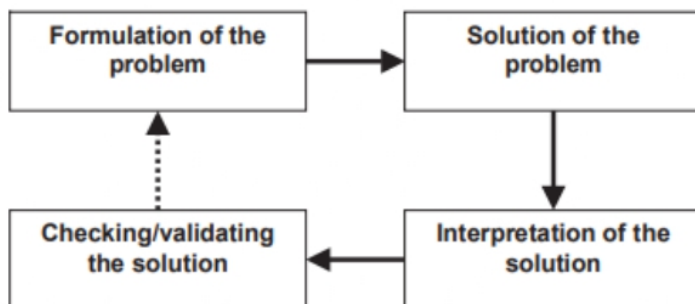 Formulation of the
problem
Solution of the
problem
Checking/validating
the solution
Interpretation of the
solution